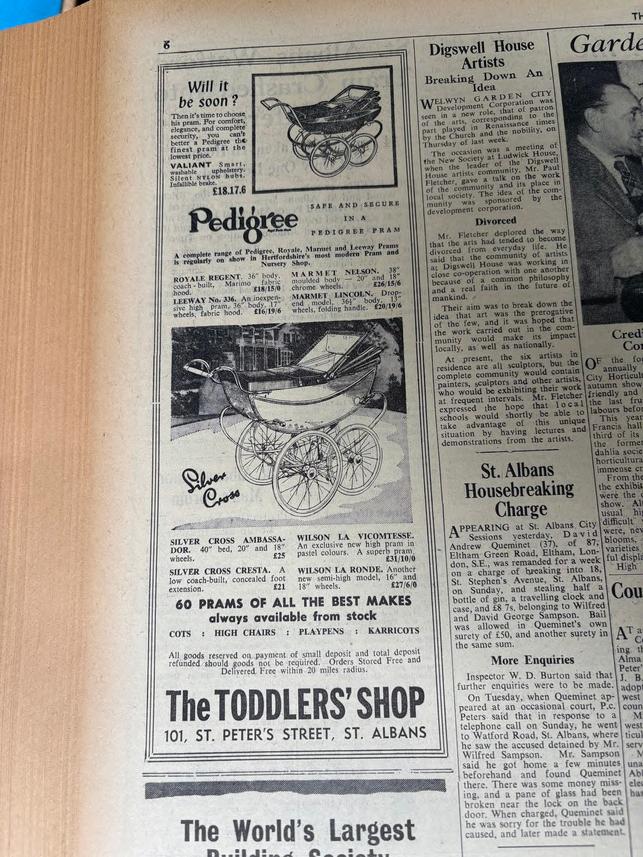 6
Will it
be soon?
Then it's time to choose
his pram. For comfort,
elegance, and complete
security, you can't
better a Pedigree the
finest pram at the
lowest price.
VALIANT Smart,
washable upholstery.
Silent NYLON hubs.
Infallible brake.
£18.17.6
Pedigree
SAFE AND SECURE
IN A
PEDIGREE PRAM
A complete range of Pedigree, Royale, Marmet and Leeway Prams
is regularly on show in Hertfordshire's most modern Pram and
Nursery Shop.
ROYALE REGENT. 36" body,
coach-built, Marimo fabric
hood. £18/15/0
LEEWAY No. 336. An inexpen-
sive high pram, 36" body, 17"
wheels, fabric hood. £16/19/6
MARMET NELSON. 38"
moulded body — 20" and 18"
chrome wheels. £26/15/6
MARMET LINCOLN. Drop-
end model, 36½" body, 15"
wheels, folding handle. £20/19/6
Silver
Cross
SILVER CROSS AMBASSA-
DOR. 40" bed, 20" and 18"
wheels. £25
SILVER CROSS CRESTA. A
low coach-built, concealed foot
extension. £21
WILSON LA VICOMTESSE.
An exclusive new high pram in
pastel colours. A superb pram.
£31/10/0
WILSON LA RONDE. Another
new semi-high model, 16" and
18" wheels. £27/6/0
60 PRAMS OF ALL THE BEST MAKES
always available from stock
COTS : HIGH CHAIRS : PLAYPENS : KARRICOTS
All goods reserved on payment of small deposit and total deposit
refunded should goods not be required. Orders Stored Free and
Delivered Free within 20 miles radius.
The TODDLERS' SHOP
101, ST. PETER'S STREET, ST. ALBANS
The World's Largest
Building Society
Digswell House
Artists
Breaking Down An
Idea
WELWYN GARDEN CITY
Development Corporation was
seen in a new role, that of patron
of the arts, corresponding to the
part played in Renaissance times
by the Church and the nobility, on
Thursday of last week.
The occasion was a meeting of
the New Society at Ludwick House,
when the leader of the Digswell
House artists community, Mr. Paul
Fletcher, gave a talk on the work
of the community and its place in
local society. The idea of the com-
munity was sponsored by the
development corporation.
Divorced
Mr. Fletcher deplored the way
that the arts had tended to become
divorced from everyday life. He
said that the community of artists
at Digswell House was working in
close co-operation with one another
because of a common philosophy
and a real faith in the future of
mankind.
Their aim was to break down the
idea that art was the prerogative
of the few, and it was hoped that
the work carried out in the com-
munity would make its impact
locally, as well as nationally.
At present, the six artists in
residence are all sculptors, but the
complete community would contain
painters, sculptors and other artists,
who would be exhibiting their work
at frequent intervals. Mr. Fletcher
expressed the hope that local
schools would shortly be able to
take advantage of this unique
situation by having lectures and
demonstrations from the artists.
St. Albans
Housebreaking
Charge
APPEARING at St. Albans City
Sessions yesterday, David
Andrew Queminet (37), of 87,
Eltham Green Road, Eltham, Lon-
don, S.E., was remanded for a week
on a charge of breaking into 18,
St. Stephen's Avenue, St. Albans,
on Sunday, and stealing half a
bottle of gin, a travelling clock and
case, and £8 7s, belonging to Wilfred
and David George Sampson. Bail
was allowed in Queminet's own
surety of £50, and another surety in
the same sum.
More Enquiries
Inspector W. D. Burton said that
further enquiries were to be made.
On Tuesday, when Queminet ap-
peared at an occasional court, P.c.
Peters said that in response to a
telephone call on Sunday, he went
to Watford Road, St. Albans, where
he saw the accused detained by Mr.
Wilfred Sampson. Mr. Sampson
said he got home a few minutes
beforehand and found Queminet
there. There was some money miss-
ing, and a pane of glass had been
broken near the lock on the back
door. When charged, Queminet said
he was sorry for the trouble he had
caused, and later made a statement.